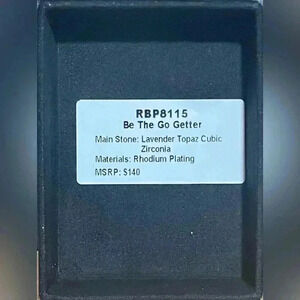 RBP8115
Be The Go Getter
Main Stone: Lavender Topaz Cubic
Zirconia
Materials: Rhodium Plating
MSRP: $140